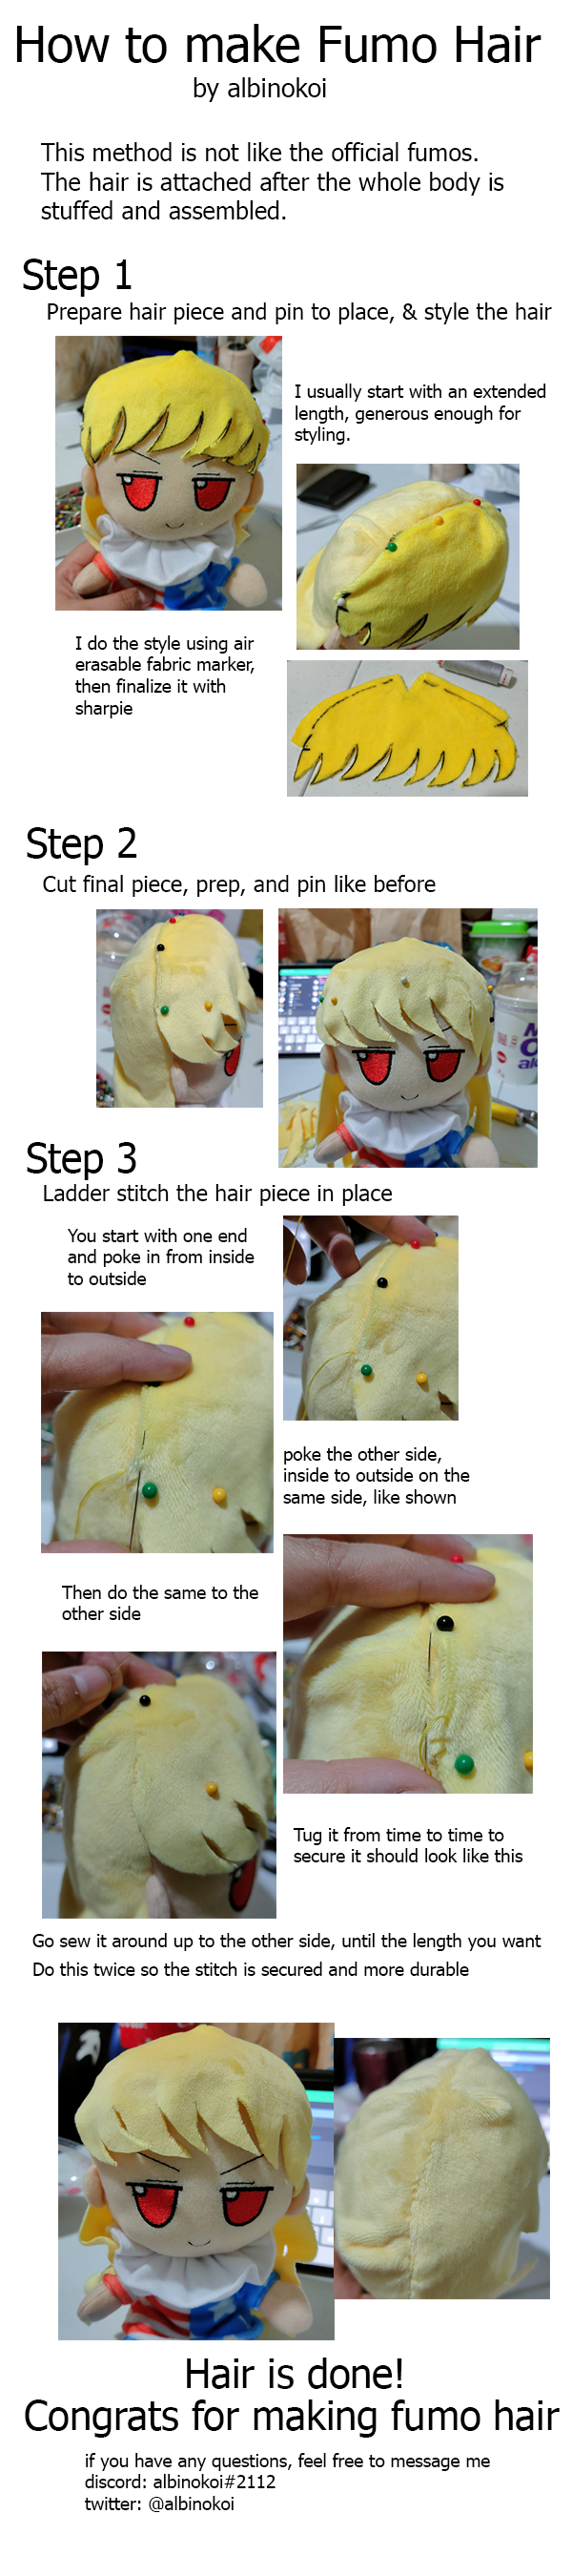 How to make Fumo Hair
by albinokoi
This method is not like the official fumos.
The hair is attached after the whole body is
stuffed and assembled.
Step 1
Prepare hair piece and pin to place, & style the hair
I usually start with an extended
length, generous enough for
styling.
I do the style using air
erasable fabric marker,
then finalize it with
sharpie
Step 2
Cut final piece, prep, and pin like before
Step 3
Ladder stitch the hair piece in place
You start with one end
and poke in from inside
to outside
poke the other side,
inside to outside on the
same side, like shown
Then do the same to the
other side
Tug it from time to time to
secure it should look like this
Go sew it around up to the other side, until the length you want
Do this twice so the stitch is secured and more durable
Hair is done!
Congrats for making fumo hair
if you have any questions, feel free to message me
discord: albinokoi#2112
twitter: @albinokoi